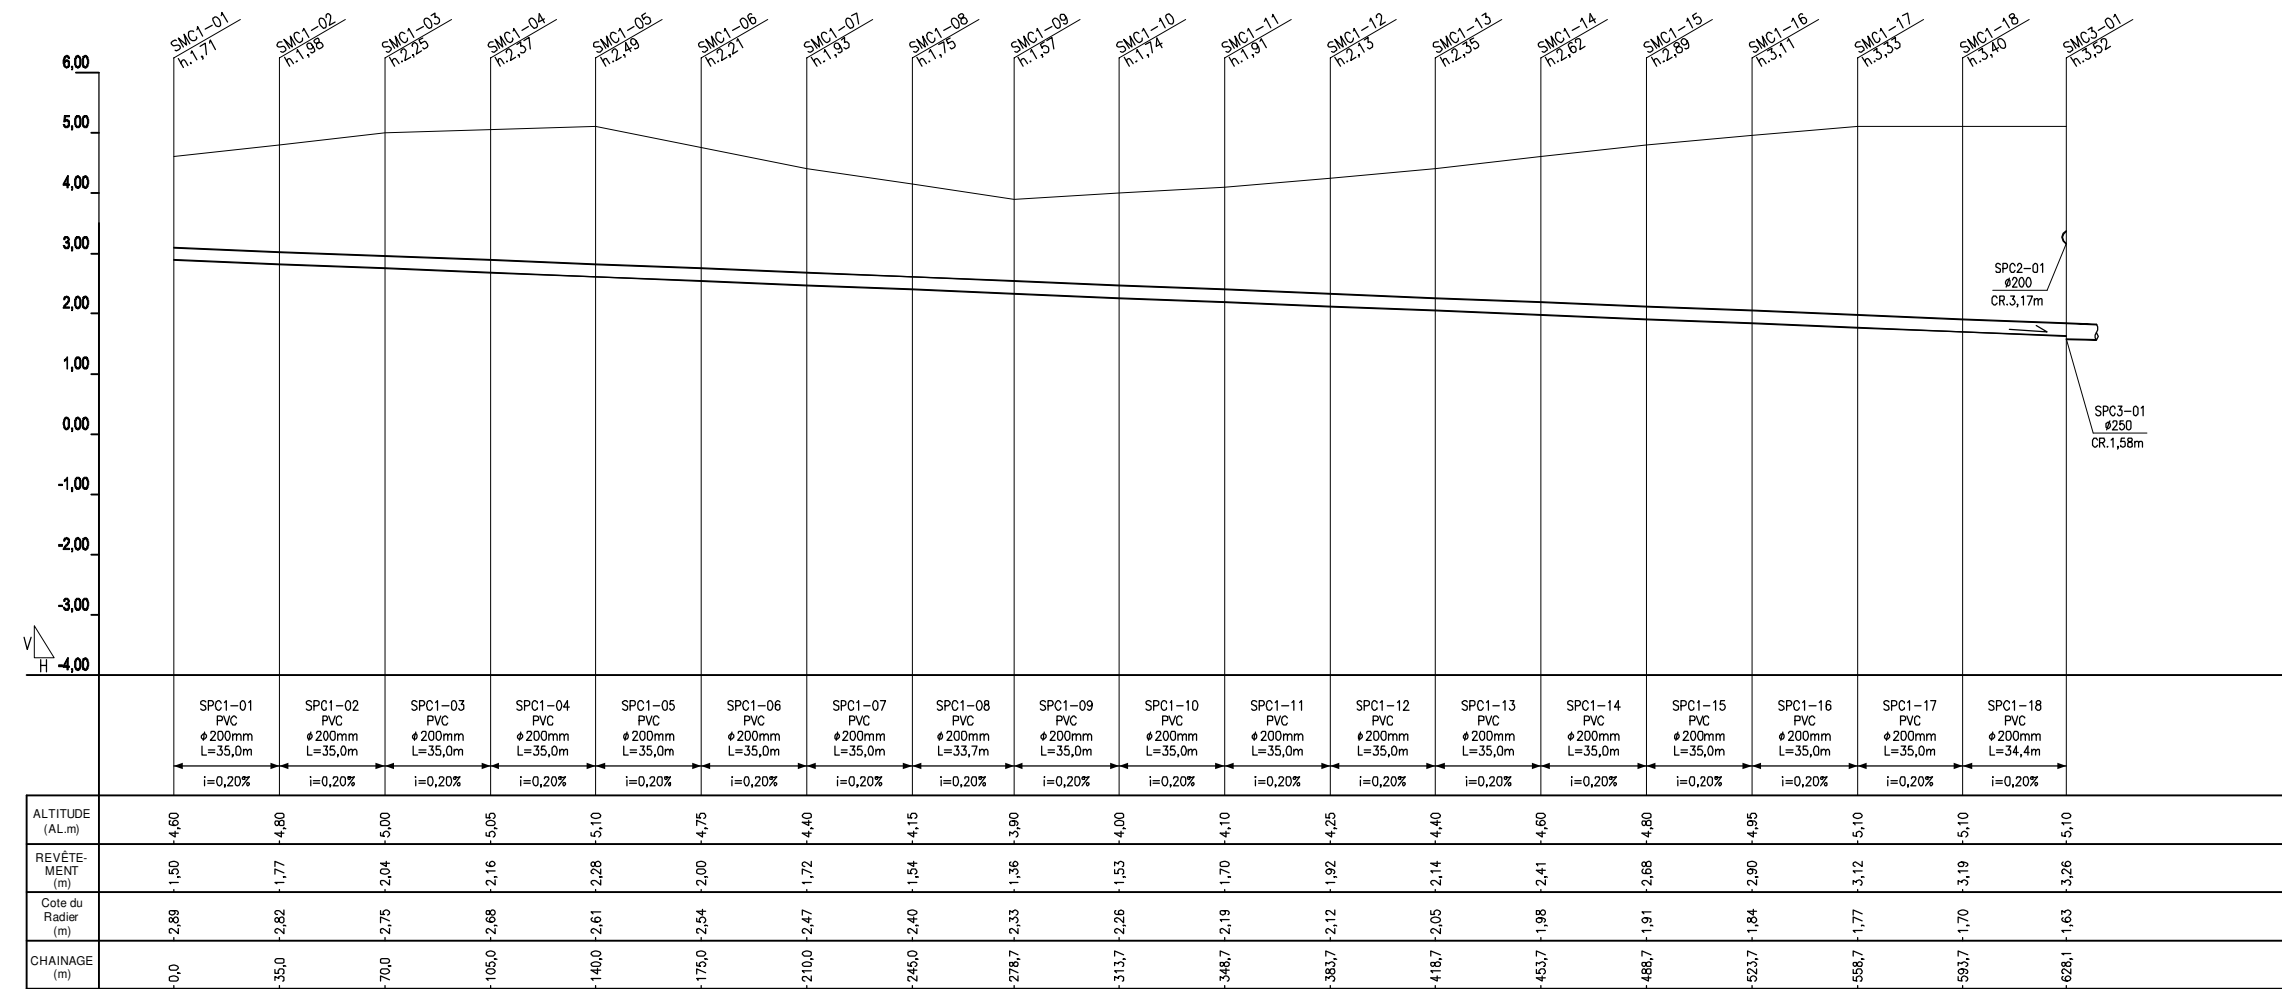 SMC1-01
h.1,71
SMC1-02
h.1,98
SMC1-03
h.2,25
SMC1-04
h.2,37
SMC1-05
h.2,49
SMC1-06
h.2,21
SMC1-07
h.1,93
SMC1-08
h.1,75
SMC1-09
h.1,57
SMC1-10
h.1,74
SMC1-11
h.1,91
SMC1-12
h.2,13
SMC1-13
h.2,35
SMC1-14
h.2,62
SMC1-15
h.2,89
SMC1-16
h.3,11
SMC1-17
h.3,33
SMC1-18
h.3,40
SMC3-01
h.3,52
6,00
5,00
4,00
3,00
2,00
1,00
0,00
-1,00
-2,00
-3,00
-4,00
V
H
SPC2-01
ø200
CR.3,17m
SPC3-01
ø250
CR.1,58m
SPC1-01
PVC
ø200mm
L=35,0m
i=0,20%
SPC1-02
PVC
ø200mm
L=35,0m
i=0,20%
SPC1-03
PVC
ø200mm
L=35,0m
i=0,20%
SPC1-04
PVC
ø200mm
L=35,0m
i=0,20%
SPC1-05
PVC
ø200mm
L=35,0m
i=0,20%
SPC1-06
PVC
ø200mm
L=35,0m
i=0,20%
SPC1-07
PVC
ø200mm
L=35,0m
i=0,20%
SPC1-08
PVC
ø200mm
L=33,7m
i=0,20%
SPC1-09
PVC
ø200mm
L=35,0m
i=0,20%
SPC1-10
PVC
ø200mm
L=35,0m
i=0,20%
SPC1-11
PVC
ø200mm
L=35,0m
i=0,20%
SPC1-12
PVC
ø200mm
L=35,0m
i=0,20%
SPC1-13
PVC
ø200mm
L=35,0m
i=0,20%
SPC1-14
PVC
ø200mm
L=35,0m
i=0,20%
SPC1-15
PVC
ø200mm
L=35,0m
i=0,20%
SPC1-16
PVC
ø200mm
L=35,0m
i=0,20%
SPC1-17
PVC
ø200mm
L=35,0m
i=0,20%
SPC1-18
PVC
ø200mm
L=34,4m
i=0,20%
ALTITUDE
(AL.m)
4,60 4,80 5,00 5,05 5,10 4,75 4,40 4,15 3,90 4,00 4,10 4,25 4,40 4,60 4,80 4,95 5,10 5,10 5,10
REVÊTE-
MENT
(m)
1,50 1,77 2,04 2,16 2,28 2,00 1,72 1,54 1,36 1,53 1,70 1,92 2,14 2,41 2,68 2,90 3,12 3,19 3,26
Cote du
Radier
(m)
2,89 2,82 2,75 2,68 2,61 2,54 2,47 2,40 2,33 2,26 2,19 2,12 2,05 1,98 1,91 1,84 1,77 1,70 1,63
CHAINAGE
(m)
0,0 35,0 70,0 105,0 140,0 175,0 210,0 245,0 278,7 313,7 348,7 383,7 418,7 453,7 488,7 523,7 558,7 593,7 628,1